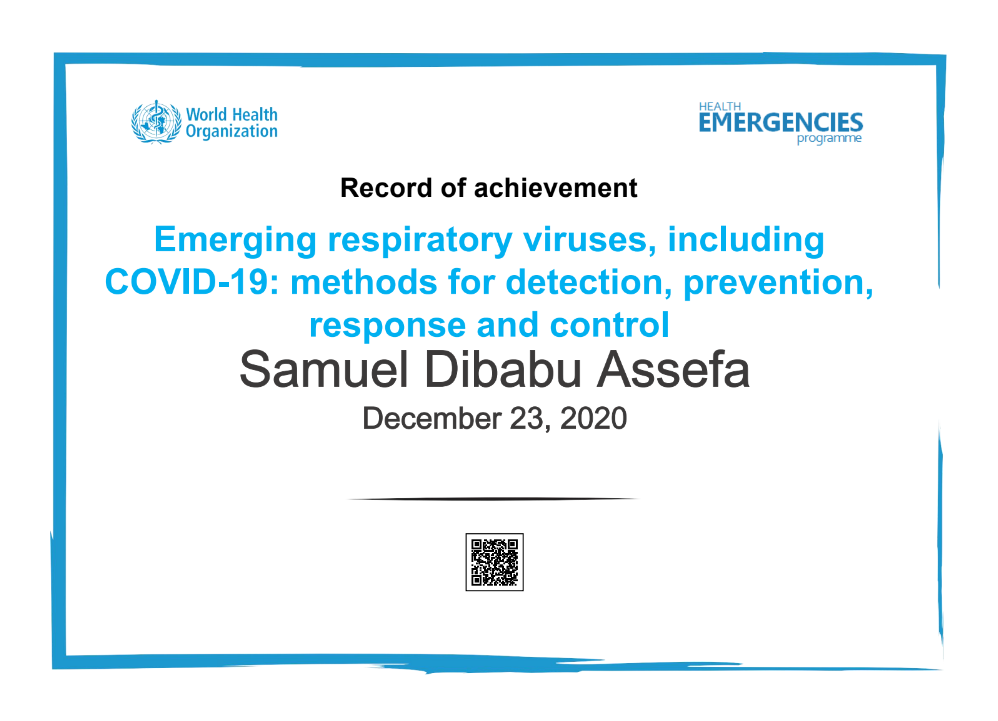 World Health
Organization
HEALTH
EMERGENCIES
programme
Record of achievement
Emerging respiratory viruses, including
COVID-19: methods for detection, prevention,
response and control
Samuel Dibabu Assefa
December 23, 2020